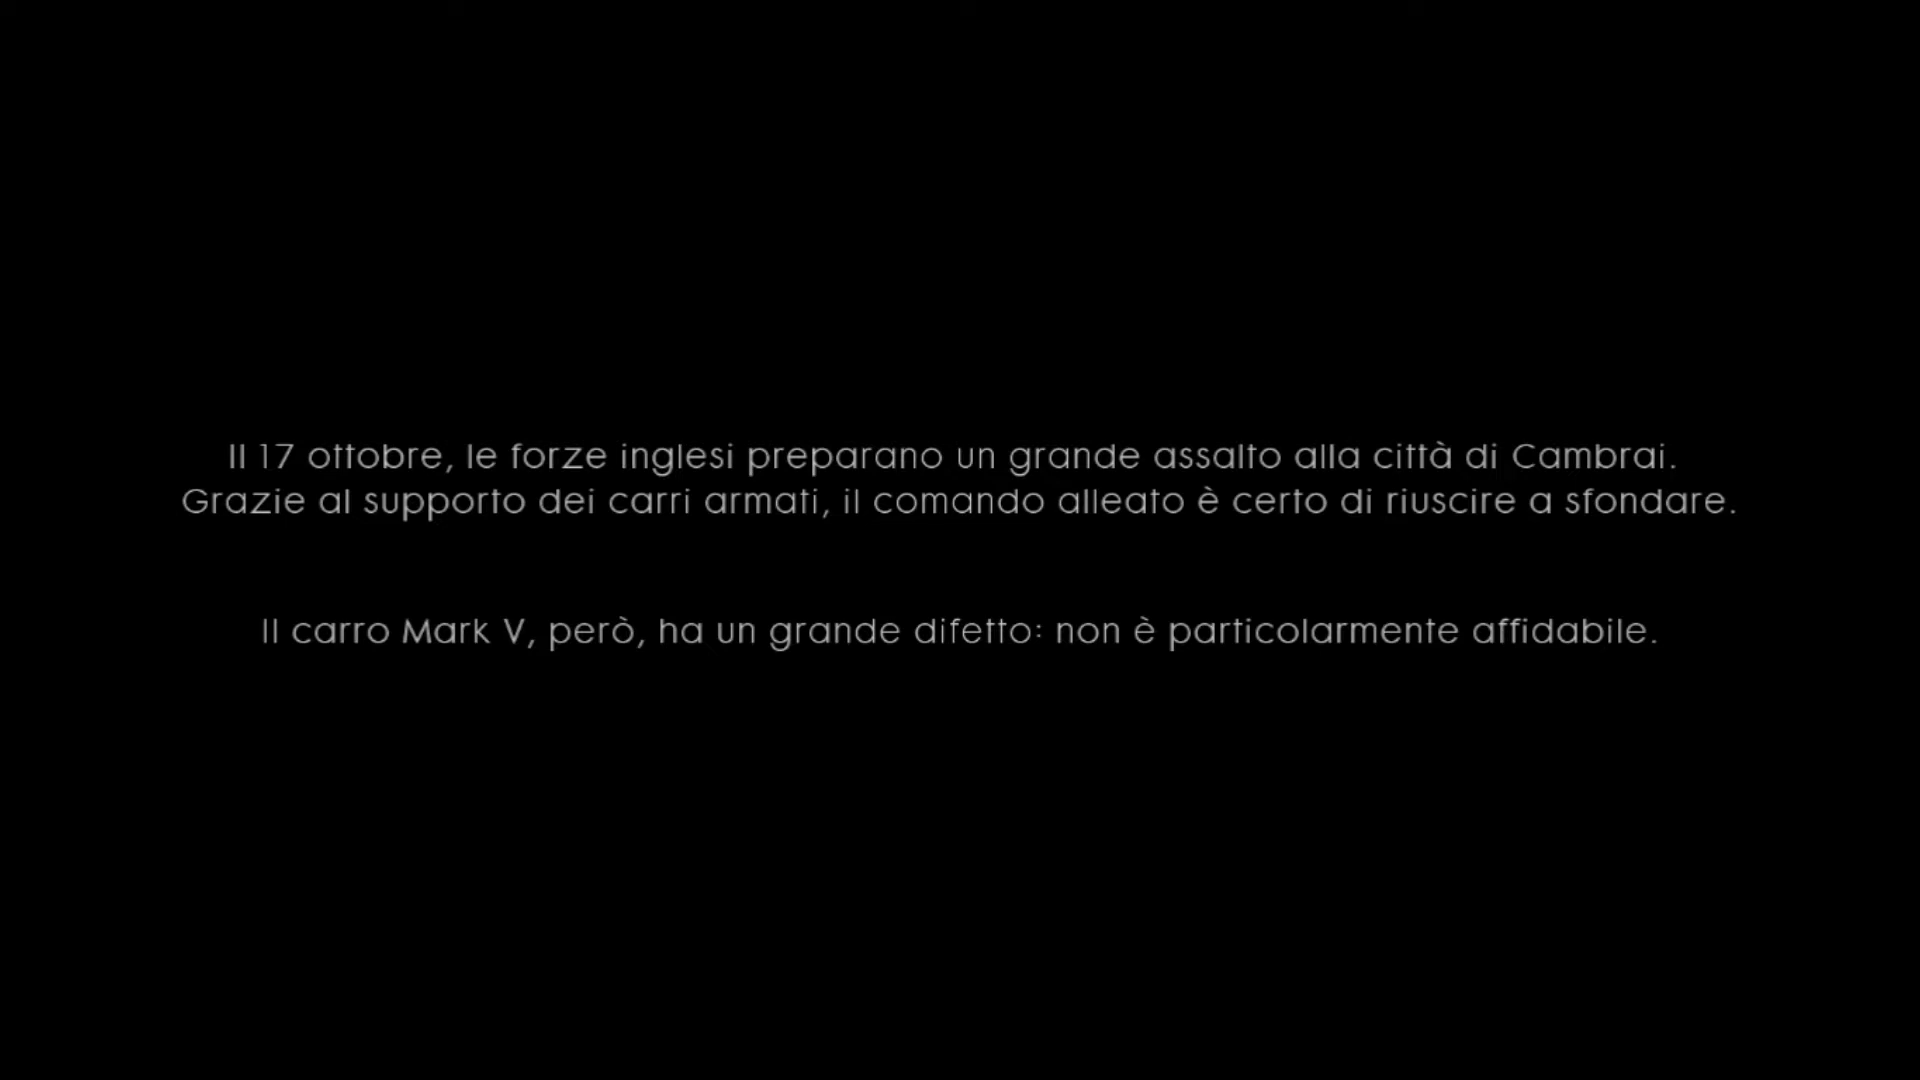 Il 17 ottobre, le forze inglesi preparano un grande assalto alla città di Cambrai.
Grazie al supporto dei carri armati, il comando alleato è certo di riuscire a sfondare.
Il carro Mark V, però, ha un grande difetto: non è particolarmente affidabile.